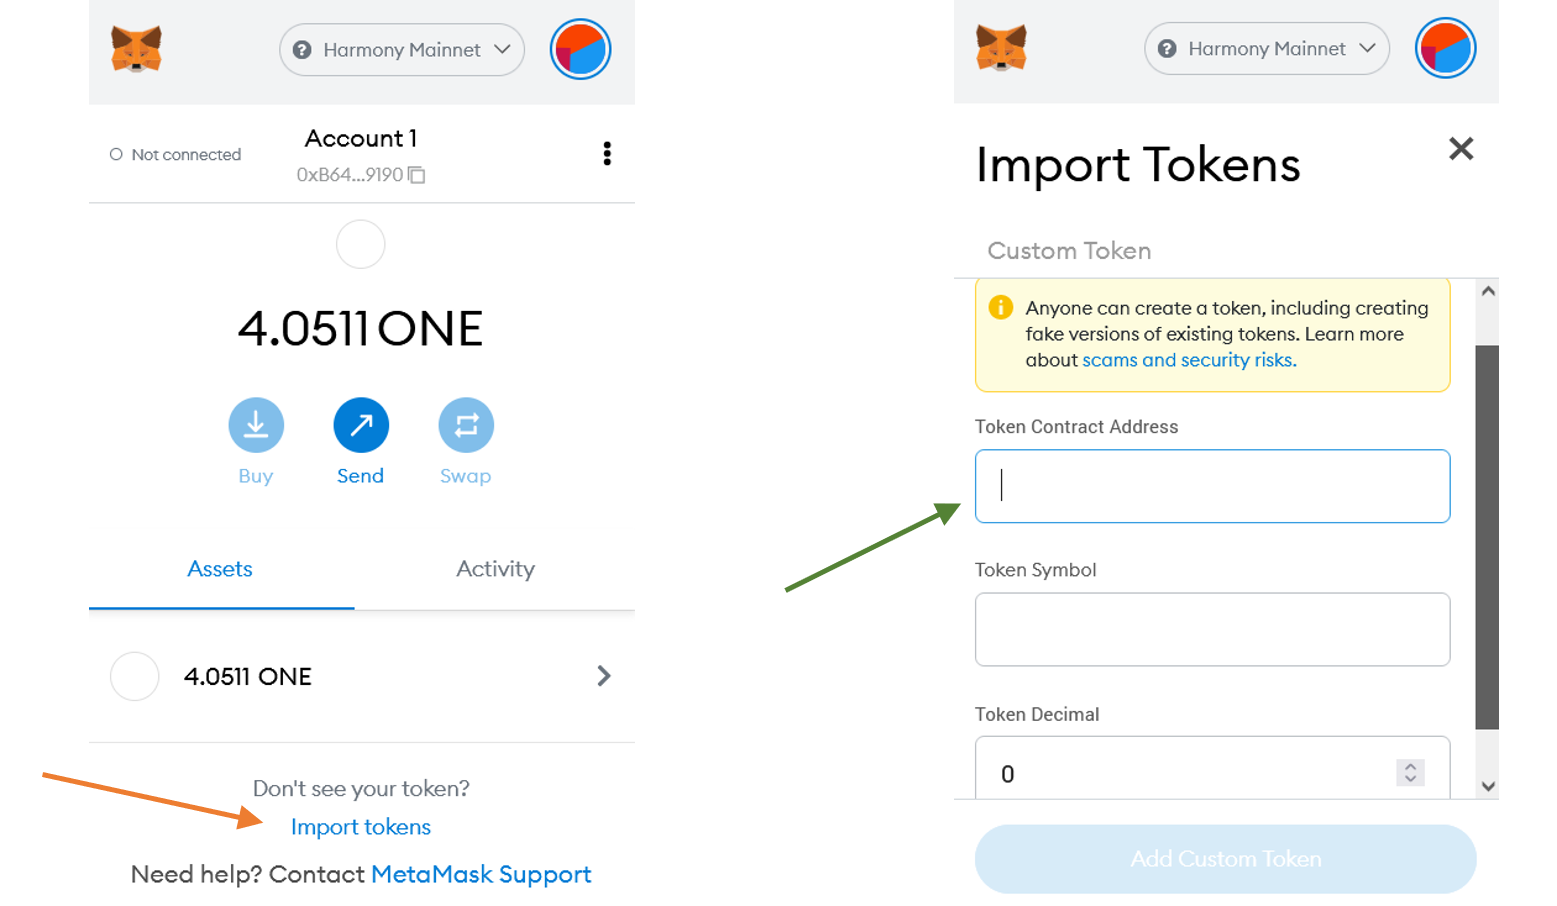 Harmony Mainnet
Not connected
Account 1
0xB64...9190
4.0511 ONE
Buy
Send
Swap
Assets
Activity
4.0511 ONE
Don't see your token?
Import tokens
Need help? Contact MetaMask Support
Harmony Mainnet
Import Tokens
Custom Token
Anyone can create a token, including creating
fake versions of existing tokens. Learn more
about scams and security risks.
Token Contract Address
Token Symbol
Token Decimal
0
Add Custom Token